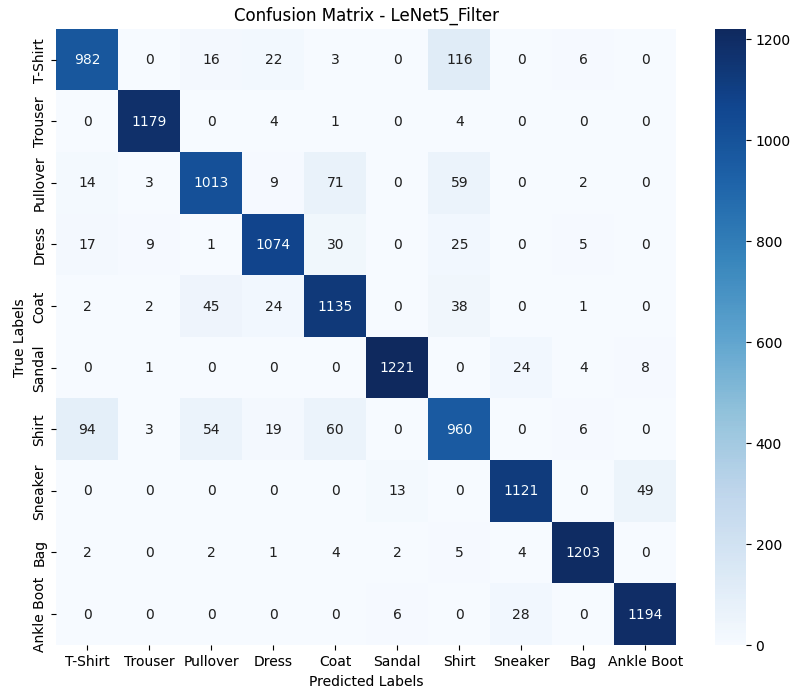 Confusion Matrix - LeNet5_Filter
True Labels
T-Shirt 982 0 16 22 3 0 116 0 6 0
Trouser 0 1179 0 4 1 0 4 0 0 0
Pullover 14 3 1013 9 71 0 59 0 2 0
Dress 17 9 1 1074 30 0 25 0 5 0
Coat 2 2 45 24 1135 0 38 0 1 0
Sandal 0 1 0 0 0 1221 0 24 4 8
Shirt 94 3 54 19 60 0 960 0 6 0
Sneaker 0 0 0 0 0 13 0 1121 0 49
Bag 2 0 2 1 4 2 5 4 1203 0
Ankle Boot 0 0 0 0 0 6 0 28 0 1194
T-Shirt Trouser Pullover Dress Coat Sandal Shirt Sneaker Bag Ankle Boot
Predicted Labels
1200
1000
800
600
400
200
0